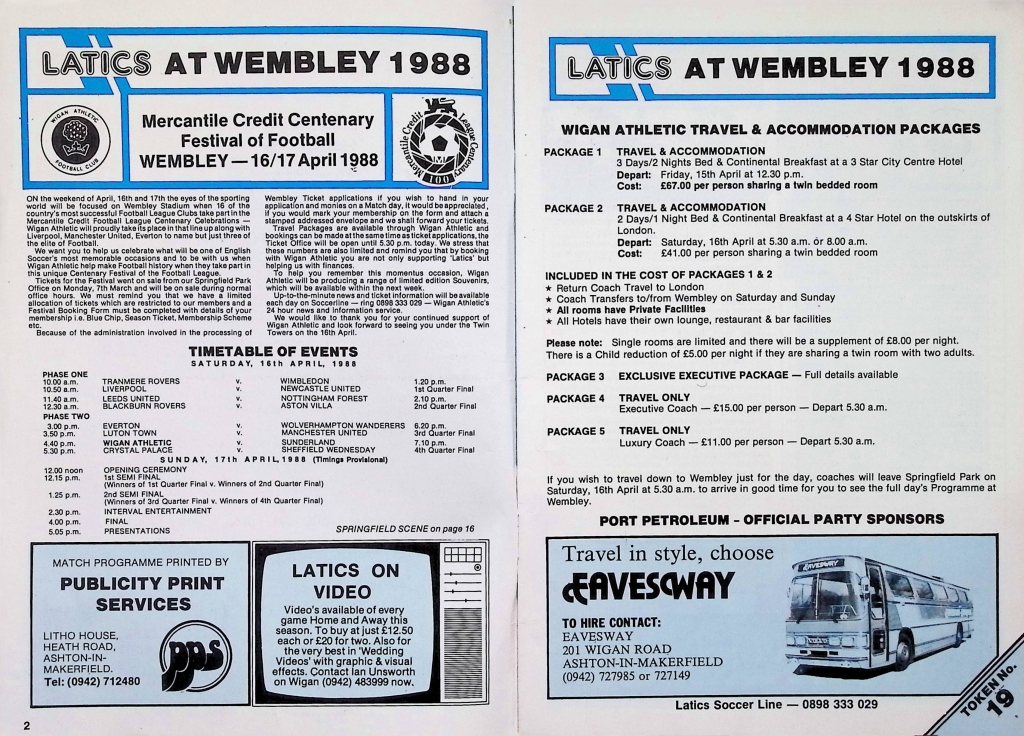 LATICS AT WEMBLEY 1988
WIGAN ATHLETIC
FOOTBALL CLUB
Mercantile Credit Centenary
Festival of Football
WEMBLEY — 16/17 April 1988
Mercantile Credit League Centenary
100
ON the weekend of April, 16th and 17th the eyes of the sporting
world will be focused on Wembley Stadium when 16 of the
country's most successful Football League Clubs take part in the
Mercantile Credit Football League Centenary Celebrations —
Wigan Athletic will proudly take its place in that line up along with
Liverpool, Manchester United, Everton to name but just three of
the elite of Football.
We want you to help us celebrate what will be one of English
Soccer's most memorable occasions and to be with us when
Wigan Athletic help make Football history when they take part in
this unique Centenary Festival of the Football League.
Tickets for the Festival went on sale from our Springfield Park
Office on Monday, 7th March and will be on sale during normal
office hours. We must remind you that we have a limited
allocation of tickets which are restricted to our members and a
Festival Booking Form must be completed with details of your
membership i.e. Blue Chip, Season Ticket, Membership Scheme
etc.
Because of the administration involved in the processing of
Wembley Ticket applications if you wish to hand in your
application and monies on a Match day, it would be appreciated,
if you would mark your membership on the form and attach a
stamped addressed envelope and we shall forward your tickets.
Travel Packages are available through Wigan Athletic and
bookings can be made at the same time as ticket applications, the
Ticket Office will be open until 5.30 p.m. today. We stress that
these numbers are also limited and remind you that by booking
with Wigan Athletic you are not only supporting 'Latics' but
helping us with finances.
To help you remember this momentus occasion, Wigan
Athletic will be producing a range of limited edition Souvenirs,
which will be available within the next week.
Up-to-the-minute news and ticket information will be available
each day on Soccerline — ring 0898 333 029 — Wigan Athletic's
24 hour news and information service.
We would like to thank you for your continued support of
Wigan Athletic and look forward to seeing you under the Twin
Towers on the 16th April.
TIMETABLE OF EVENTS
SATURDAY, 16th APRIL, 1988
PHASE ONE
10.00 a.m. TRANMERE ROVERS v. WIMBLEDON 1.20 p.m.
10.50 a.m. LIVERPOOL v. NEWCASTLE UNITED 1st Quarter Final
11.40 a.m. LEEDS UNITED v. NOTTINGHAM FOREST 2.10 p.m.
12.30 a.m. BLACKBURN ROVERS v. ASTON VILLA 2nd Quarter Final
PHASE TWO
3.00 p.m. EVERTON v. WOLVERHAMPTON WANDERERS 6.20 p.m.
3.50 p.m. LUTON TOWN v. MANCHESTER UNITED 3rd Quarter Final
4.40 p.m. WIGAN ATHLETIC v. SUNDERLAND 7.10 p.m.
5.30 p.m. CRYSTAL PALACE v. SHEFFIELD WEDNESDAY 4th Quarter Final
SUNDAY, 17th APRIL, 1988 (Timings Provisional)
12.00 noon OPENING CEREMONY
12.15 p.m. 1st SEMI FINAL
(Winners of 1st Quarter Final v. Winners of 2nd Quarter Final)
1.25 p.m. 2nd SEMI FINAL
(Winners of 3rd Quarter Final v. Winners of 4th Quarter Final)
2.30 p.m. INTERVAL ENTERTAINMENT
4.00 p.m. FINAL
5.05 p.m. PRESENTATIONS
SPRINGFIELD SCENE on page 16
MATCH PROGRAMME PRINTED BY
PUBLICITY PRINT
SERVICES
LITHO HOUSE,
HEATH ROAD,
ASHTON-IN-
MAKERFIELD.
Tel: (0942) 712480
pps
LATICS ON
VIDEO
Video's available of every
game Home and Away this
season. To buy at just £12.50
each or £20 for two. Also for
the very best in 'Wedding
Videos' with graphic & visual
effects. Contact Ian Unsworth
on Wigan (0942) 483999 now.
2
LATICS AT WEMBLEY 1988
WIGAN ATHLETIC TRAVEL & ACCOMMODATION PACKAGES
PACKAGE 1 TRAVEL & ACCOMMODATION
3 Days/2 Nights Bed & Continental Breakfast at a 3 Star City Centre Hotel
Depart: Friday, 15th April at 12.30 p.m.
Cost: £67.00 per person sharing a twin bedded room
PACKAGE 2 TRAVEL & ACCOMMODATION
2 Days/1 Night Bed & Continental Breakfast at a 4 Star Hotel on the outskirts of
London.
Depart: Saturday, 16th April at 5.30 a.m. or 8.00 a.m.
Cost: £41.00 per person sharing a twin bedded room
INCLUDED IN THE COST OF PACKAGES 1 & 2
★ Return Coach Travel to London
★ Coach Transfers to/from Wembley on Saturday and Sunday
★ All rooms have Private Facilities
★ All Hotels have their own lounge, restaurant & bar facilities
Please note: Single rooms are limited and there will be a supplement of £8.00 per night.
There is a Child reduction of £5.00 per night if they are sharing a twin room with two adults.
PACKAGE 3 EXCLUSIVE EXECUTIVE PACKAGE — Full details available
PACKAGE 4 TRAVEL ONLY
Executive Coach — £15.00 per person — Depart 5.30 a.m.
PACKAGE 5 TRAVEL ONLY
Luxury Coach — £11.00 per person — Depart 5.30 a.m.
If you wish to travel down to Wembley just for the day, coaches will leave Springfield Park on
Saturday, 16th April at 5.30 a.m. to arrive in good time for you to see the full day's Programme at
Wembley.
PORT PETROLEUM - OFFICIAL PARTY SPONSORS
Travel in style, choose
EAVESWAY
EAVESWAY
TO HIRE CONTACT:
EAVESWAY
201 WIGAN ROAD
ASHTON-IN-MAKERFIELD
(0942) 727985 or 727149
Latics Soccer Line — 0898 333 029
TOKEN No.
19